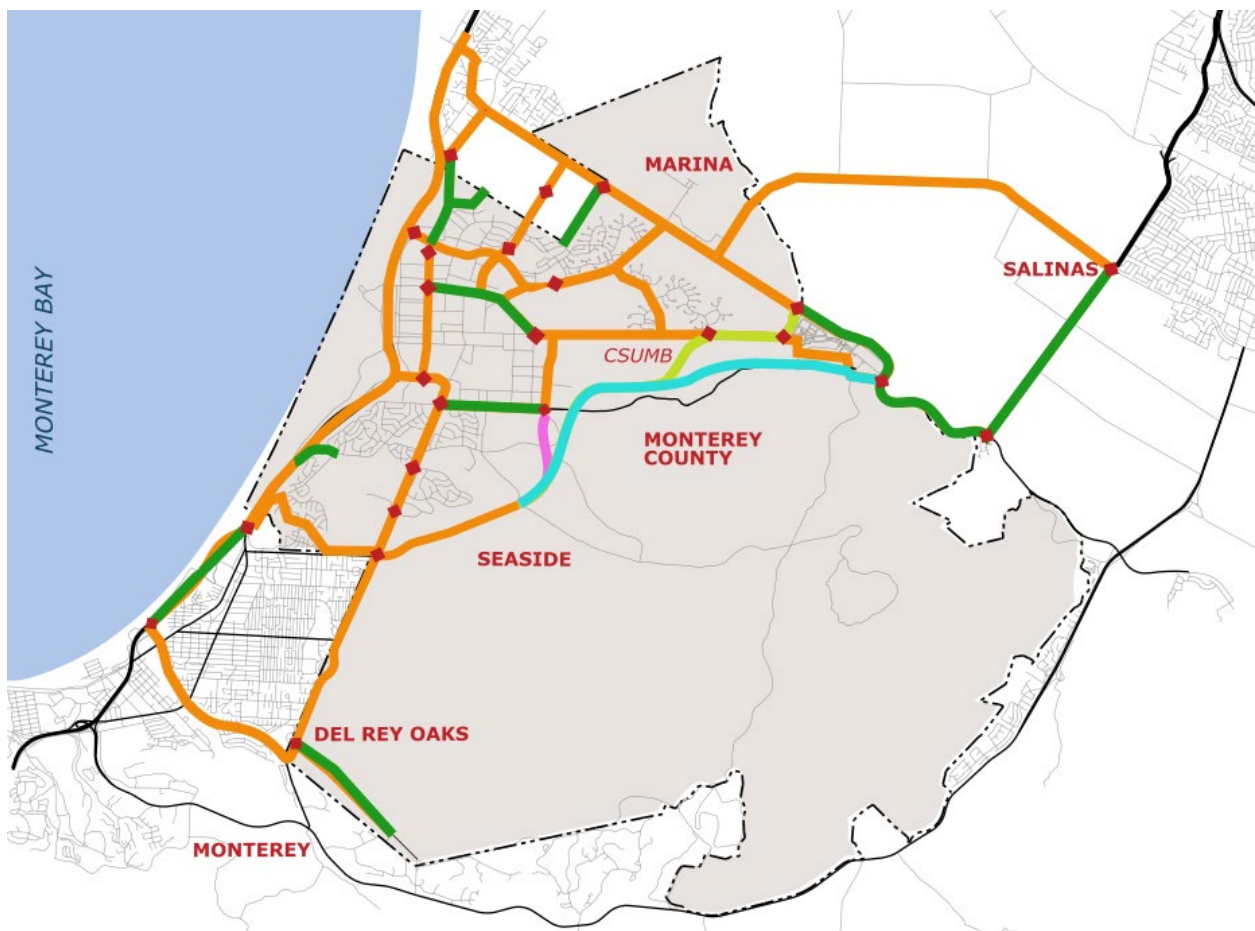 MARINA
SALINAS
MONTEREY BAY
CSUMB
MONTEREY
COUNTY
SEASIDE
DEL REY OAKS
MONTEREY